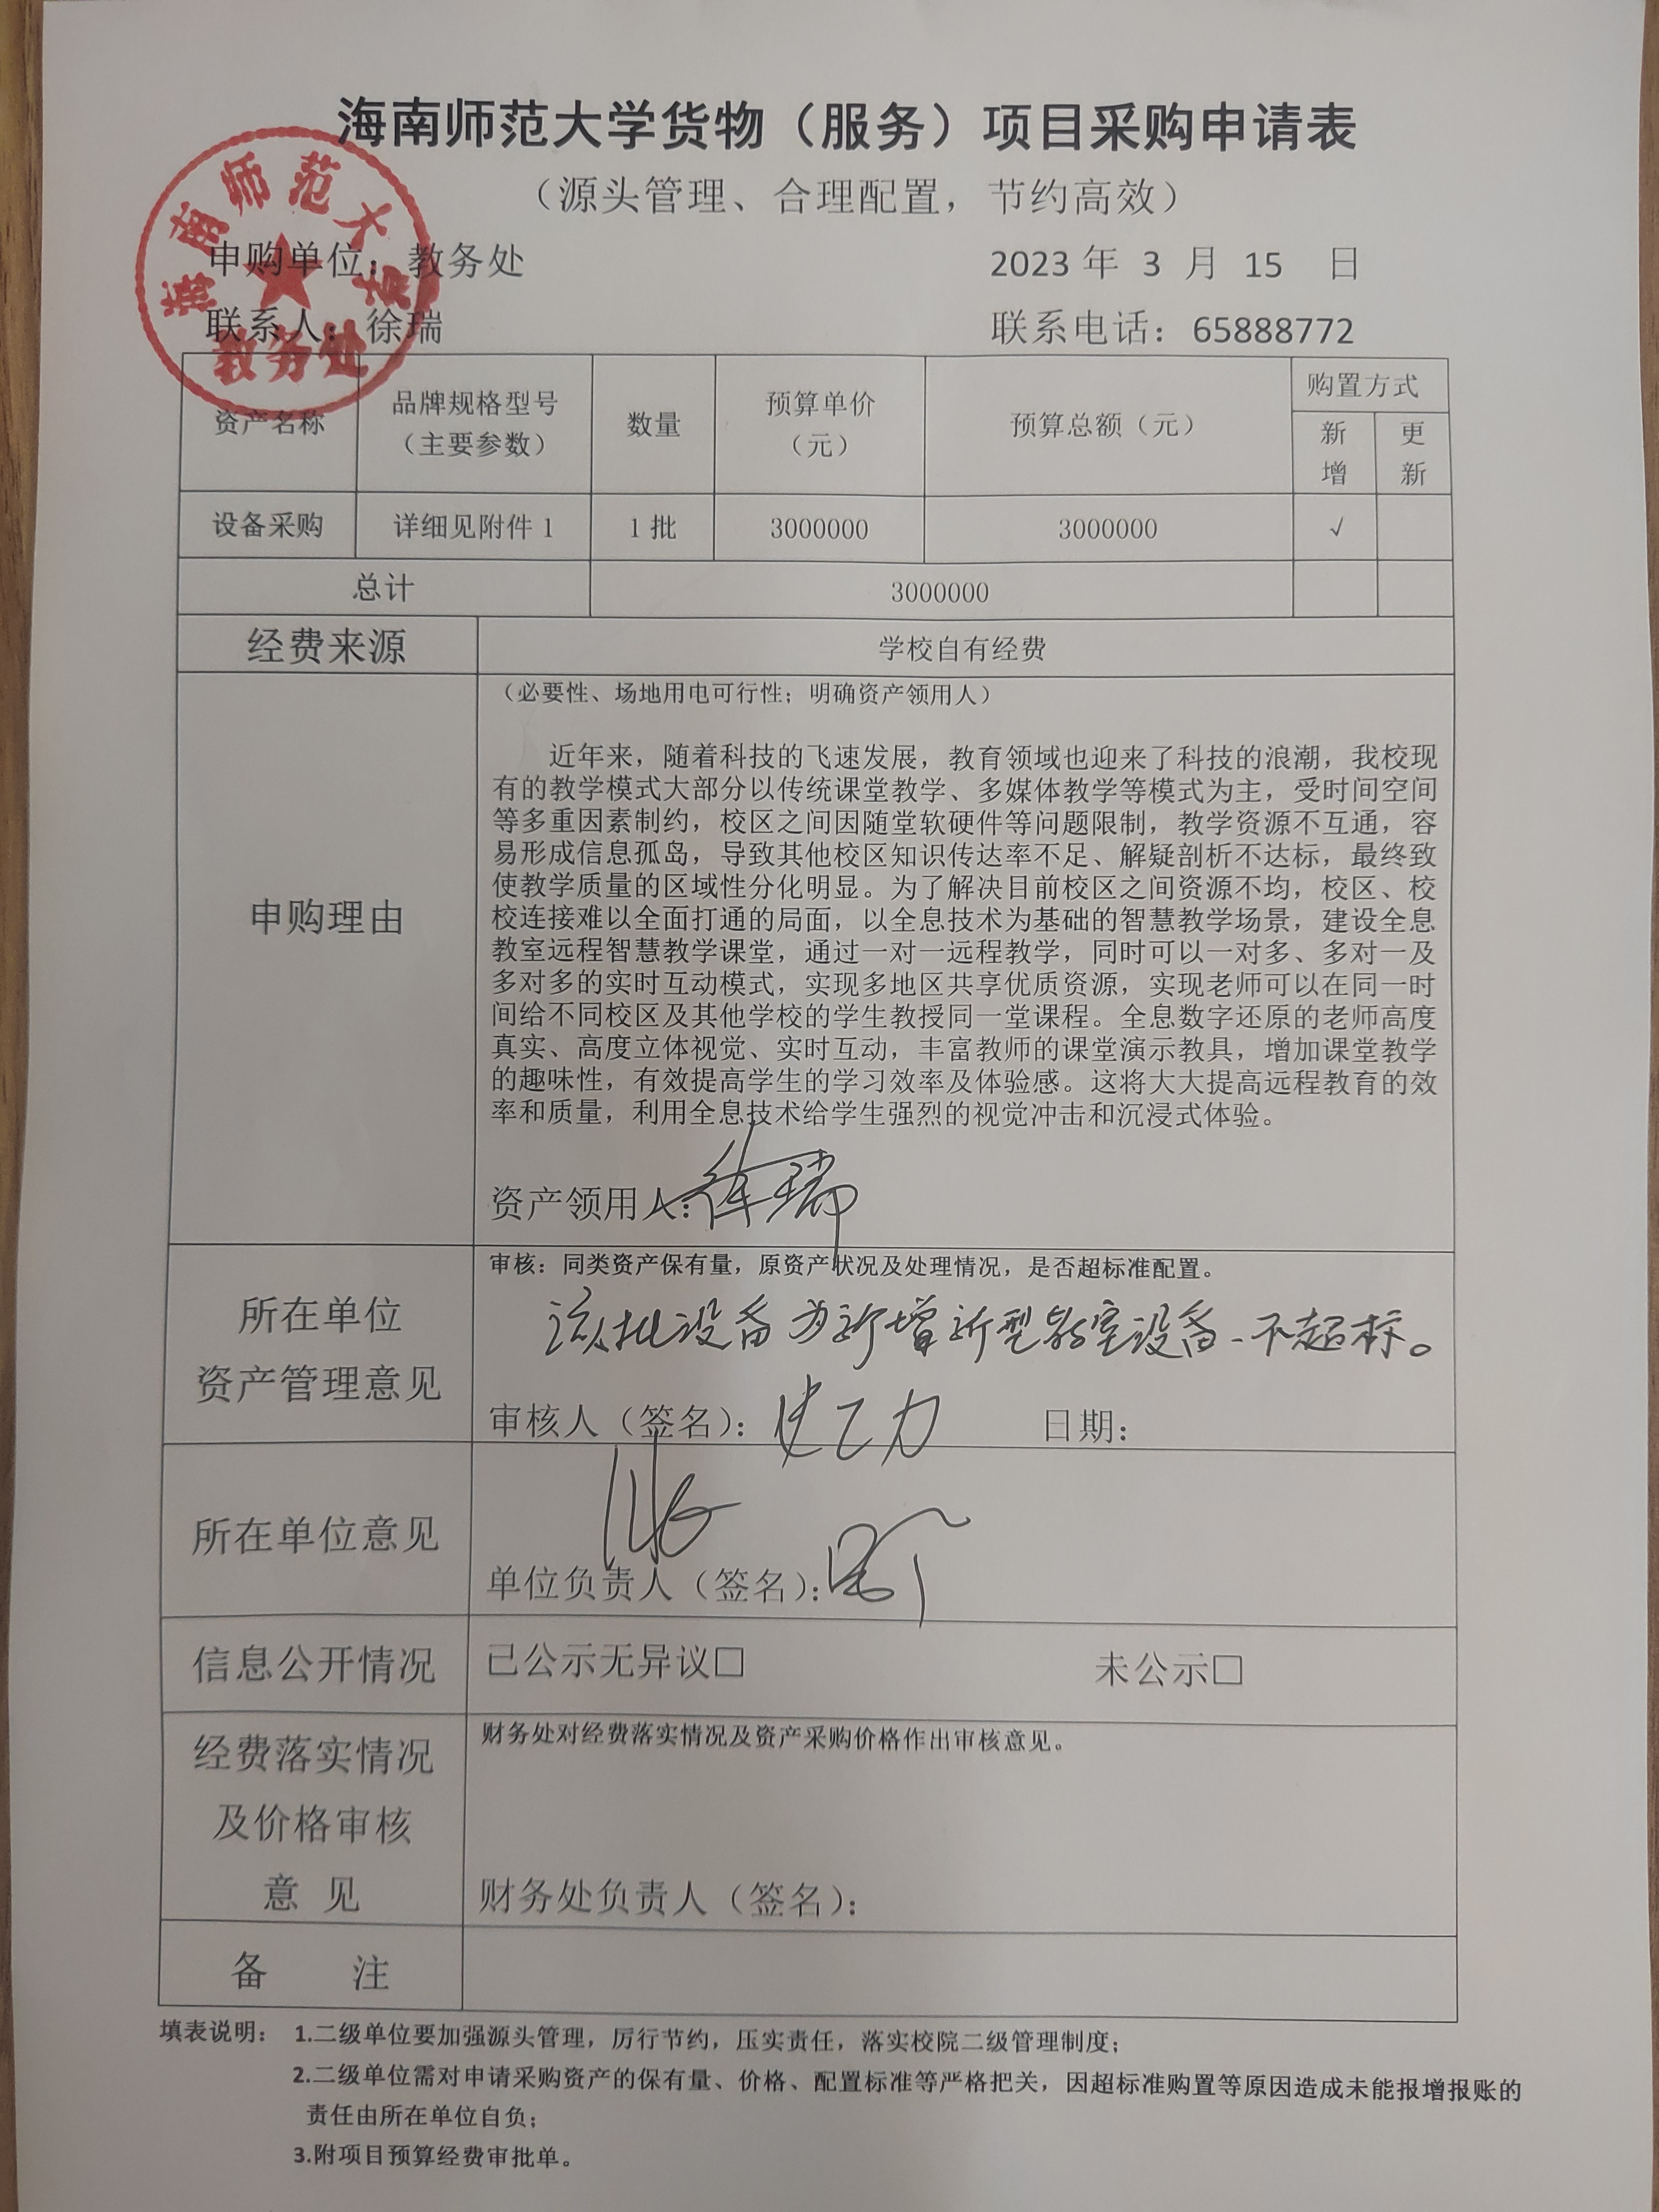 海南师范大学货物（服务）项目采购申请表
（源头管理、合理配置，节约高效）
海南师范大学
教务处
申购单位：教务处 2023 年 3 月 15 日
联系人：徐瑞 联系电话：65888772
资产名称 品牌规格型号（主要参数） 数量 预算单价（元） 预算总额（元） 购置方式
新增 更新
设备采购 详细见附件 1 1 批 3000000 3000000 √
总计 3000000
经费来源 学校自有经费
申购理由
（必要性、场地用电可行性；明确资产领用人）
近年来，随着科技的飞速发展，教育领域也迎来了科技的浪潮，我校现
有的教学模式大部分以传统课堂教学、多媒体教学等模式为主，受时间空间
等多重因素制约，校区之间因随堂软硬件等问题限制，教学资源不互通，容
易形成信息孤岛，导致其他校区知识传达率不足、解疑剖析不达标，最终致
使教学质量的区域性分化明显。为了解决目前校区之间资源不均，校区、校
校连接难以全面打通的局面，以全息技术为基础的智慧教学场景，建设全息
教室远程智慧教学课堂，通过一对一远程教学，同时可以一对多、多对一及
多对多的实时互动模式，实现多地区共享优质资源，实现老师可以在同一时
间给不同校区及其他学校的学生教授同一堂课程。全息数字还原的老师高度
真实、高度立体视觉、实时互动，丰富教师的课堂演示教具，增加课堂教学
的趣味性，有效提高学生的学习效率及体验感。这将大大提高远程教育的效
率和质量，利用全息技术给学生强烈的视觉冲击和沉浸式体验。
资产领用人：徐瑞
所在单位
资产管理意见
审核：同类资产保有量，原资产状况及处理情况，是否超标准配置。
该批设备为新增新型教室设备、不超标。
审核人（签名）： 日期：
所在单位意见
单位负责人（签名）：
信息公开情况 已公示无异议□ 未公示□
经费落实情况
及价格审核
意 见
财务处对经费落实情况及资产采购价格作出审核意见。
财务处负责人（签名）：
备 注
填表说明： 1.二级单位要加强源头管理，厉行节约，压实责任，落实校院二级管理制度；
2.二级单位需对申请采购资产的保有量、价格、配置标准等严格把关，因超标准购置等原因造成未能报增报账的
责任由所在单位自负；
3.附项目预算经费审批单。